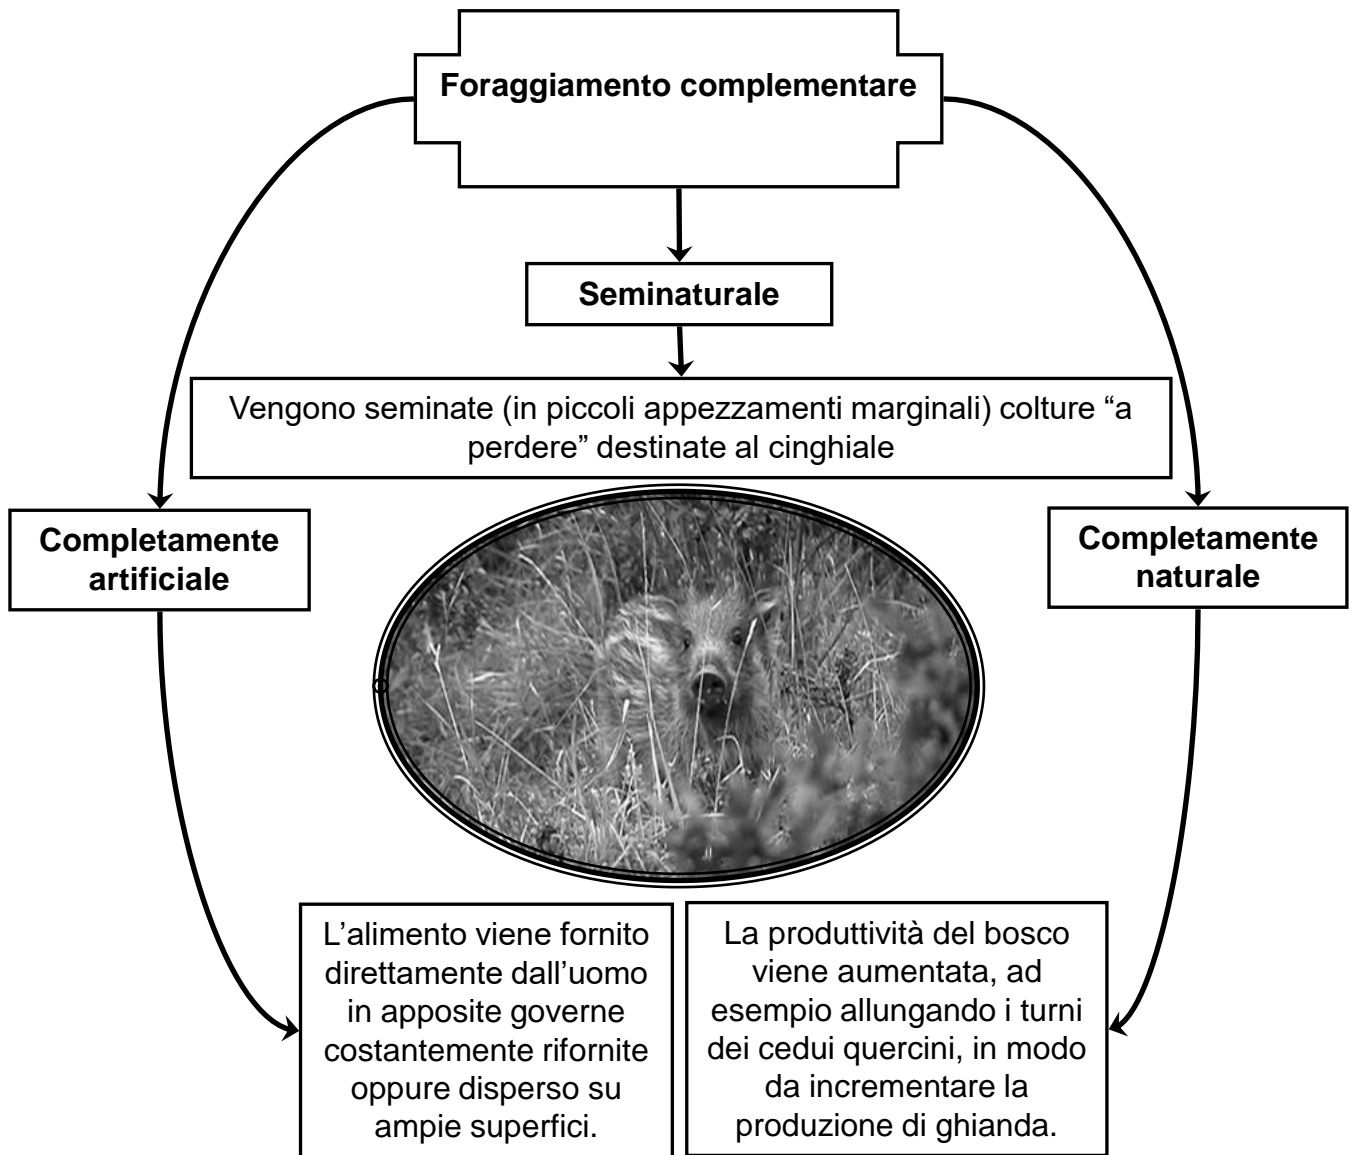 Foraggiamento complementare
Seminaturale
Vengono seminate (in piccoli appezzamenti marginali) colture “a
perdere” destinate al cinghiale
Completamente
artificiale
Completamente
naturale
L’alimento viene fornito
direttamente dall’uomo
in apposite governe
costantemente rifornite
oppure disperso su
ampie superfici.
La produttività del bosco
viene aumentata, ad
esempio allungando i turni
dei cedui quercini, in modo
da incrementare la
produzione di ghianda.